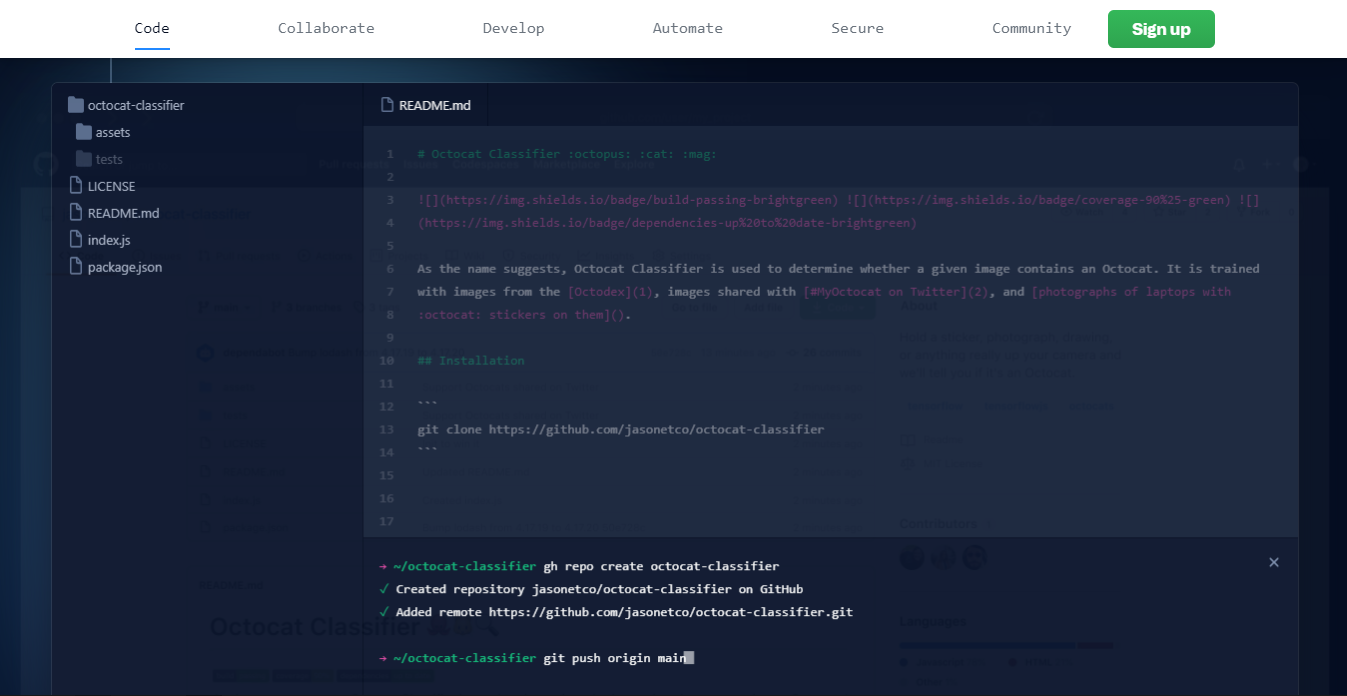 Code Collaborate Develop Automate Secure Community Sign up
octocat-classifier
assets
tests
LICENSE
README.md
index.js
package.json
README.md
1 # Octocat Classifier :octopus: :cat: :mag:
2
3 ![](https://img.shields.io/badge/build-passing-brightgreen) ![](https://img.shields.io/badge/coverage-90%25-green) ![]
4 (https://img.shields.io/badge/dependencies-up%20to%20date-brightgreen)
5
6 As the name suggests, Octocat Classifier is used to determine whether a given image contains an Octocat. It is trained
7 with images from the [Octodex](1), images shared with [#MyOctocat on Twitter](2), and [photographs of laptops with
8 :octocat: stickers on them]().
9
10 ## Installation
11
12 ```
13 git clone https://github.com/jasonetco/octocat-classifier
14 ```
15
16
17
→ ~/octocat-classifier gh repo create octocat-classifier
✓ Created repository jasonetco/octocat-classifier on GitHub
✓ Added remote https://github.com/jasonetco/octocat-classifier.git
→ ~/octocat-classifier git push origin main
About
Contributors
Octocat Classifier
Languages